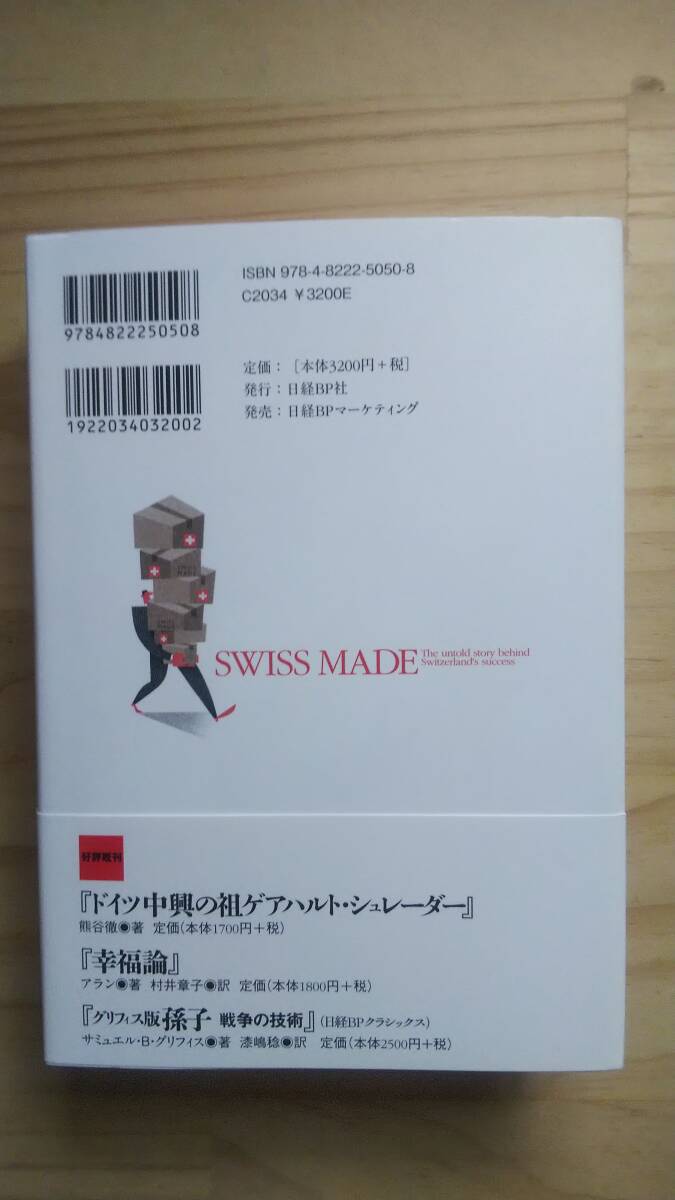 ISBN 978-4-8222-5050-8
C2034 ¥3200E
9784822250508
定価：［本体3200円＋税］
発行：日経BP社
発売：日経BPマーケティング
1922034032002
SWISS MADE
SWISS MADE
The untold story behind
Switzerland's success
好評既刊
『ドイツ中興の祖ゲアハルト・シュレーダー』
熊谷徹●著 定価（本体1700円＋税）
『幸福論』
アラン●著 村井章子●訳 定価（本体1800円＋税）
『グリフィス版 孫子 戦争の技術』（日経BPクラシックス）
サミュエル・B・グリフィス●著 漆嶋稔●訳 定価（本体2500円＋税）